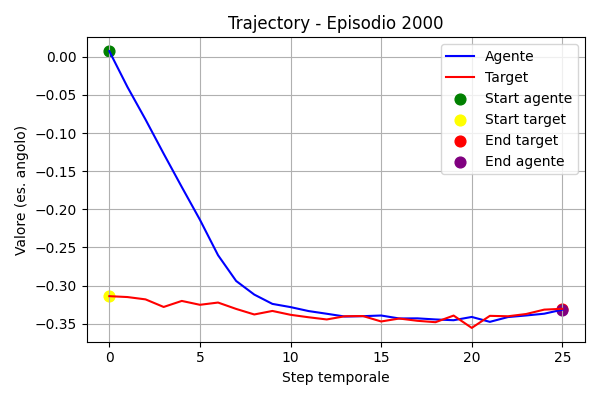 Trajectory - Episodio 2000
Valore (es. angolo)
0.00
−0.05
−0.10
−0.15
−0.20
−0.25
−0.30
−0.35
Agente
Target
Start agente
Start target
End target
End agente
0 5 10 15 20 25
Step temporale